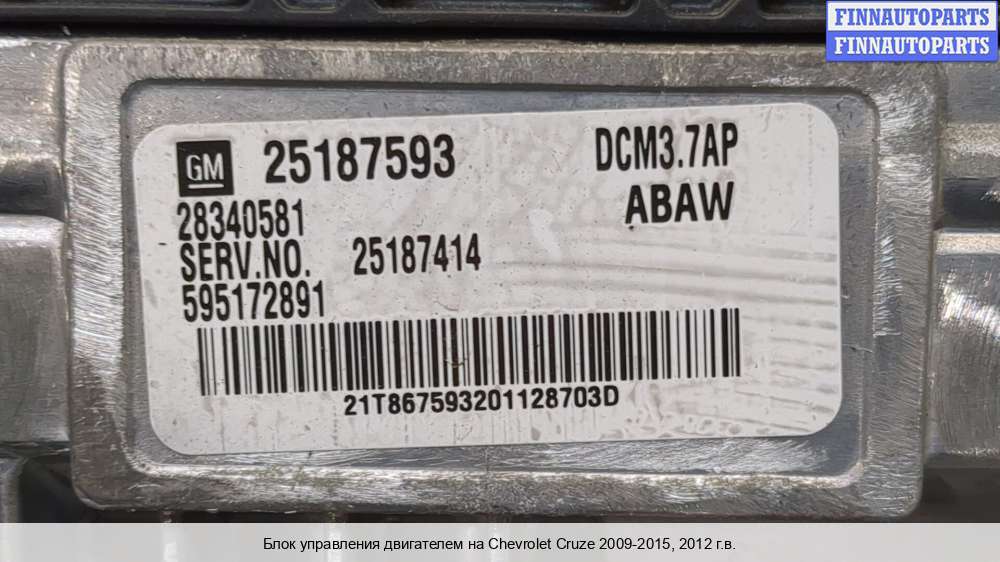 FINNAUTOPARTS
FINNAUTOPARTS
GM 25187593 DCM3.7AP
28340581 ABAW
SERV.NO. 25187414
595172891
21T867593201128703D
Блок управления двигателем на Chevrolet Cruze 2009-2015, 2012 г.в.